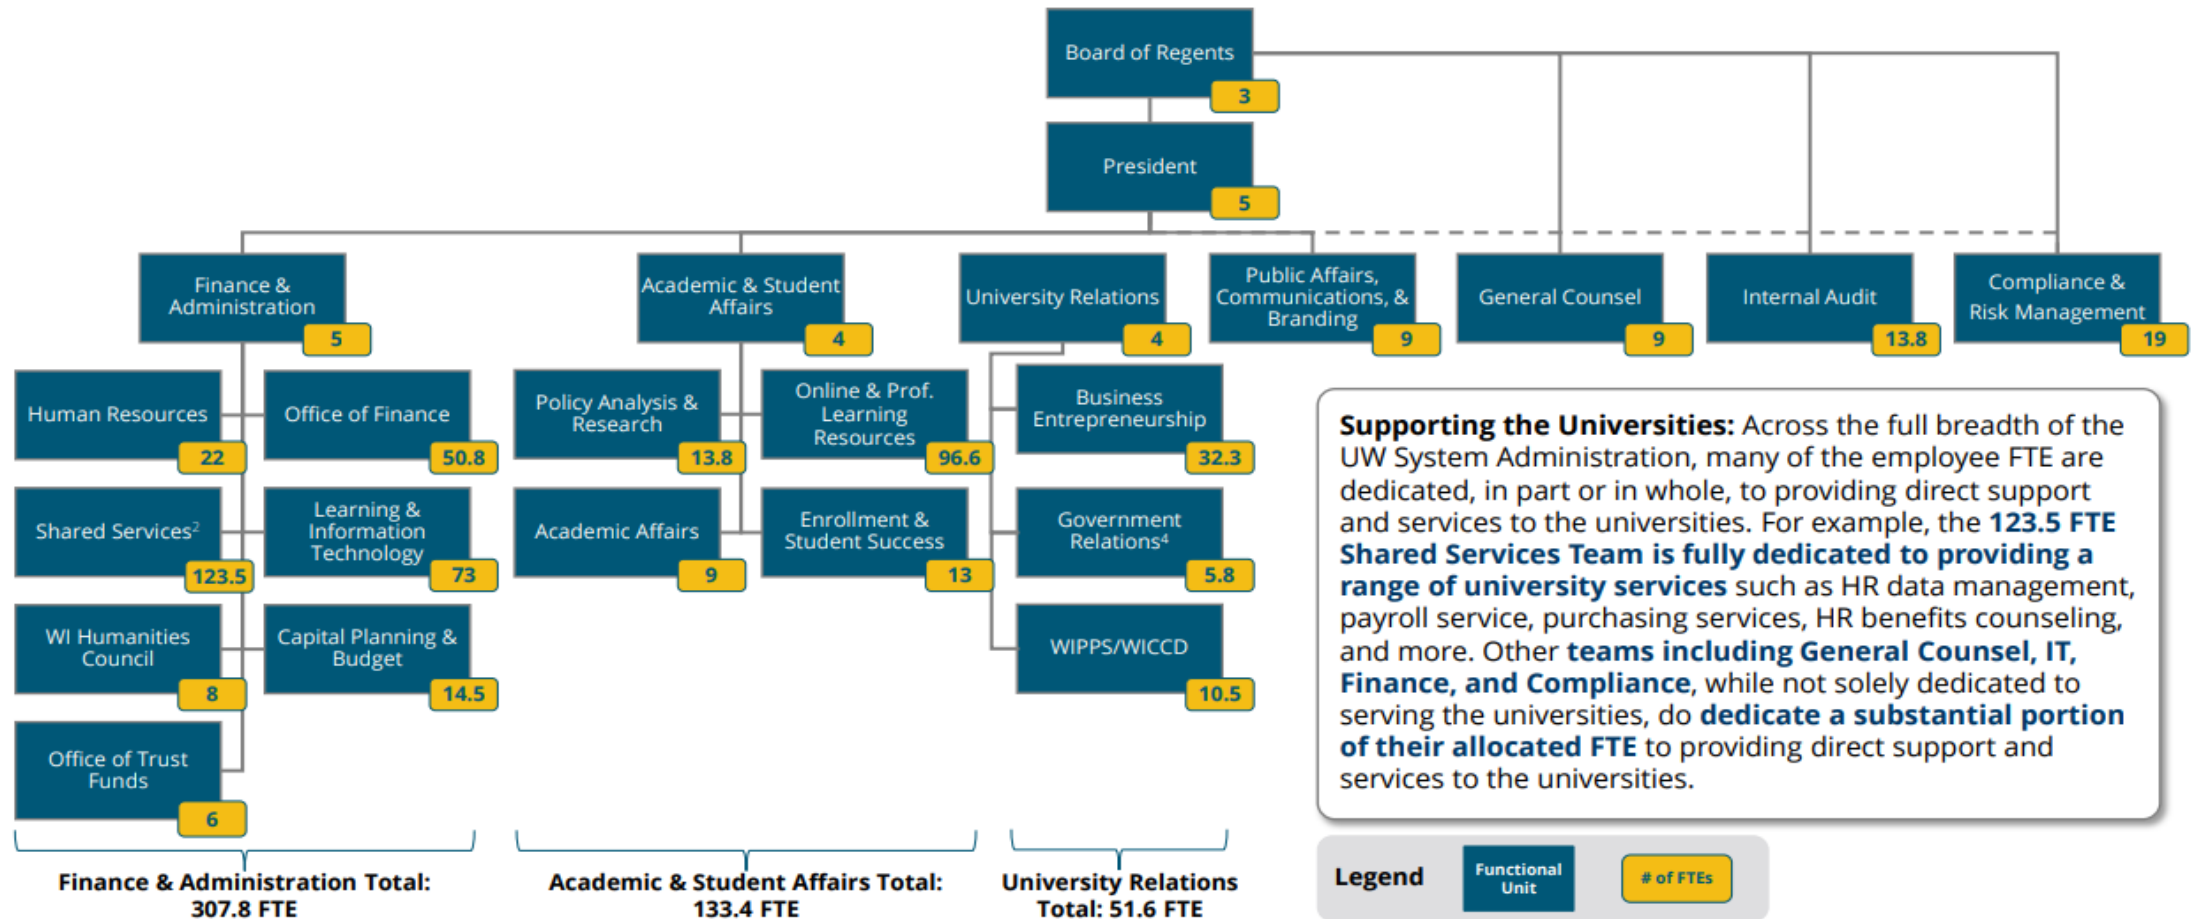 Board of Regents
3
President
5
Finance &
Administration
5
Academic & Student
Affairs
4
University Relations
4
Public Affairs,
Communications, &
Branding
9
General Counsel
9
Internal Audit
13.8
Compliance &
Risk Management
19
Human Resources
22
Office of Finance
50.8
Shared Services²
123.5
Learning &
Information
Technology
73
WI Humanities
Council
8
Capital Planning &
Budget
14.5
Office of Trust
Funds
6
Policy Analysis &
Research
13.8
Online & Prof.
Learning
Resources
96.6
Academic Affairs
9
Enrollment &
Student Success
13
Business
Entrepreneurship
32.3
Government
Relations⁴
5.8
WIPPS/WICCD
10.5
Supporting the Universities: Across the full breadth of the
UW System Administration, many of the employee FTE are
dedicated, in part or in whole, to providing direct support
and services to the universities. For example, the 123.5 FTE
Shared Services Team is fully dedicated to providing a
range of university services such as HR data management,
payroll service, purchasing services, HR benefits counseling,
and more. Other teams including General Counsel, IT,
Finance, and Compliance, while not solely dedicated to
serving the universities, do dedicate a substantial portion
of their allocated FTE to providing direct support and
services to the universities.
Finance & Administration Total:
307.8 FTE
Academic & Student Affairs Total:
133.4 FTE
University Relations
Total: 51.6 FTE
Legend
Functional
Unit
# of FTEs